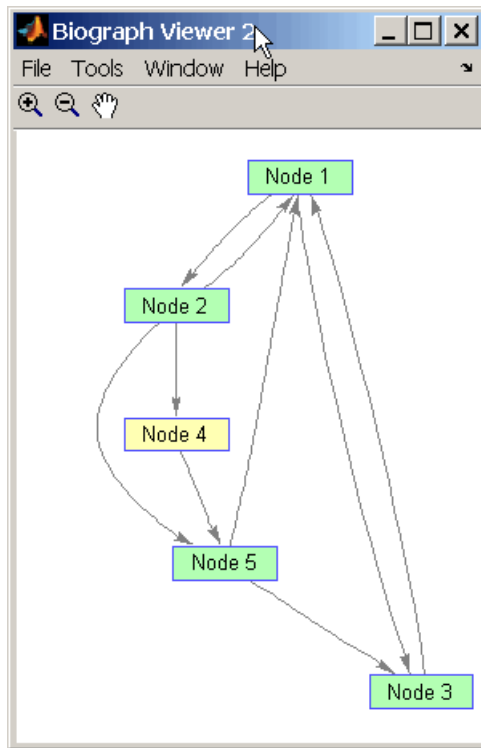 Biograph Viewer 2
File Tools Window Help
Node 1
Node 2
Node 4
Node 5
Node 3